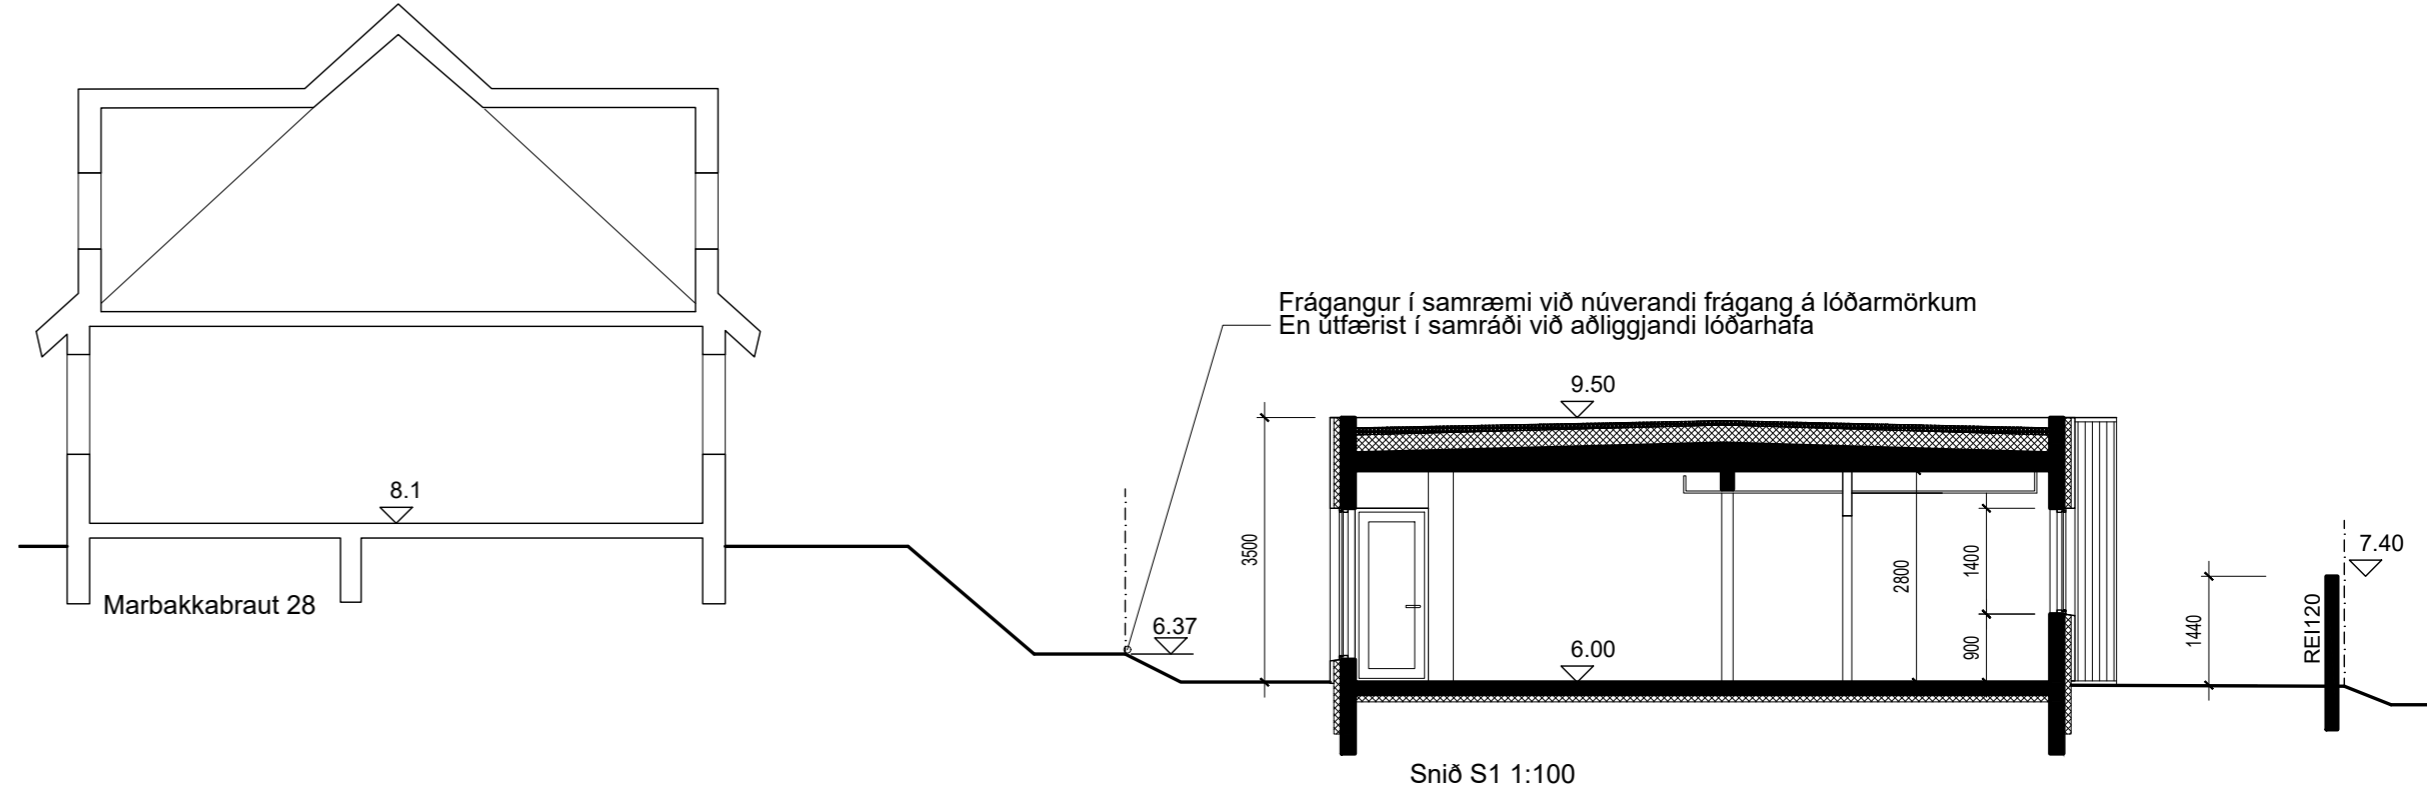 Frágangur í samræmi við núverandi frágang á lóðarmörkum
En útfærist í samráði við aðliggjandi lóðarhafa
9.50
8.1
3500
1400
2800
7.40
Marbakkabraut 28
6.37
6.00
900
1440
REI120
Snið S1 1:100